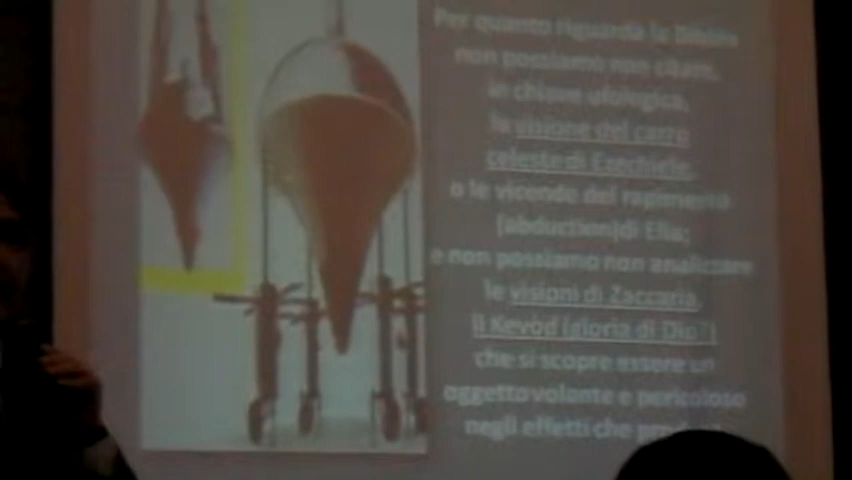 Per quanto riguarda la Bibbia
non possiamo non citare,
in chiave ufologica,
la visione del carro
celeste di Ezechiele,
o le vicende del rapimento
(abduction)di Elia;
e non possiamo non analizzare
le visioni di Zaccaria,
il Kevod (gloria di Dio?)
che si scopre essere un
oggetto volante e pericoloso
negli effetti che